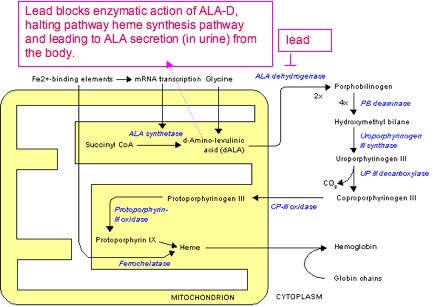 Lead blocks enzymatic action of ALA-D,
halting pathway heme synthesis pathway
and leading to ALA secretion (in urine) from
the body.
lead
Fe2+-binding elements
mRNA transcription
Glycine
ALA dehydrogenase
2x
Porphobilinogen
4x
PB deaminase
Hydroxymethyl bilane
Uroporphyrinogen
III synthase
Uroporphyrinogen III
UP III decarboxylase
CO2
Coproporphyrinogen III
ALA synthetase
Succinyl CoA
d-Amino-levulinic
acid (dALA)
CP-III oxidase
Protoporphyrinogen III
Protoporphyrin-
III oxidase
Protoporphyrin IX
Heme
Ferrochelatase
Hemoglobin
Globin chains
MITOCHONDRION
CYTOPLASM